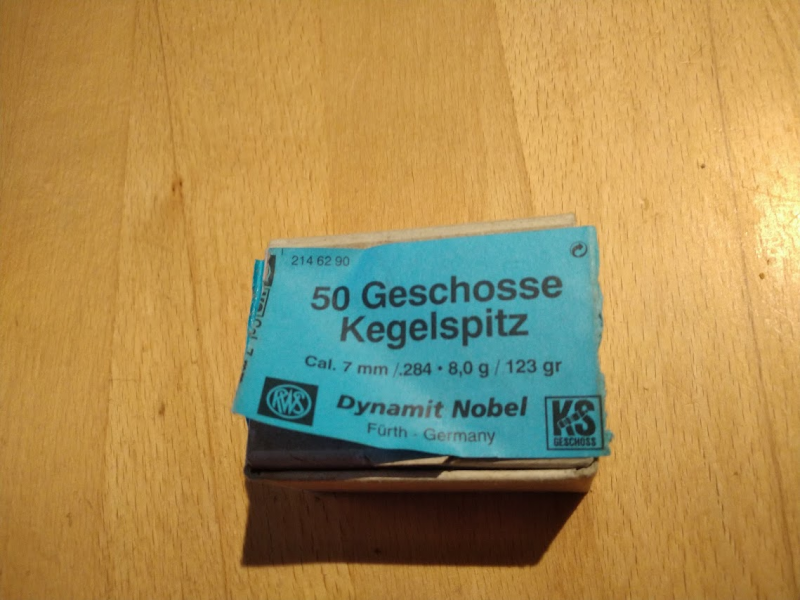 214 62 90
50 Geschosse
Kegelspitz
Cal. 7 mm /.284 • 8,0 g / 123 gr
RWS
Dynamit Nobel
Fürth - Germany
KS
GESCHOSS